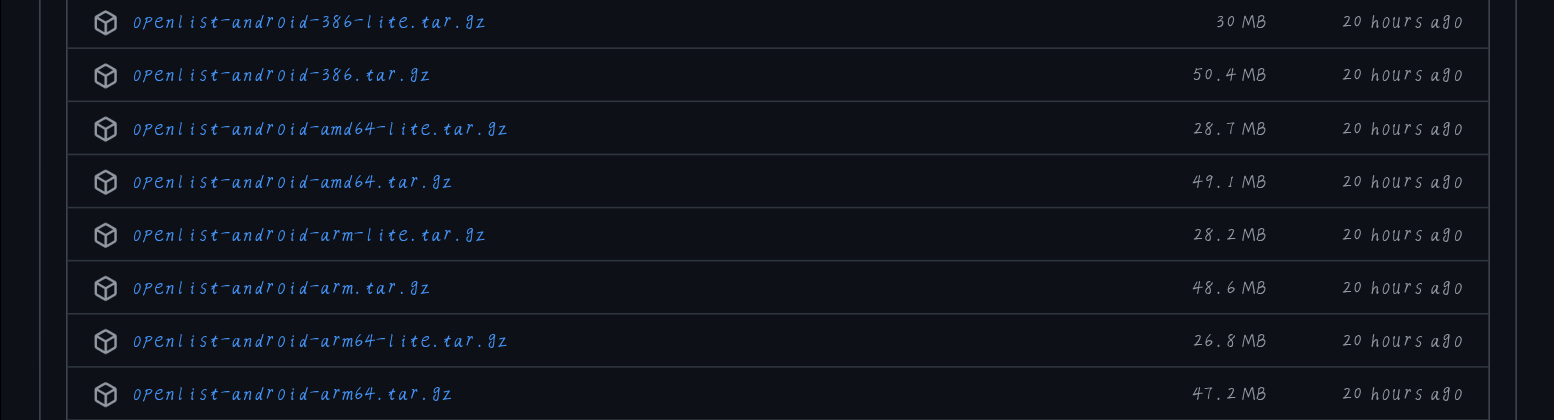 openlist-android-386-lite.tar.gz 30 MB 20 hours ago
openlist-android-386.tar.gz 50.4 MB 20 hours ago
openlist-android-amd64-lite.tar.gz 28.7 MB 20 hours ago
openlist-android-amd64.tar.gz 49.1 MB 20 hours ago
openlist-android-arm-lite.tar.gz 28.2 MB 20 hours ago
openlist-android-arm.tar.gz 48.6 MB 20 hours ago
openlist-android-arm64-lite.tar.gz 26.8 MB 20 hours ago
openlist-android-arm64.tar.gz 47.2 MB 20 hours ago